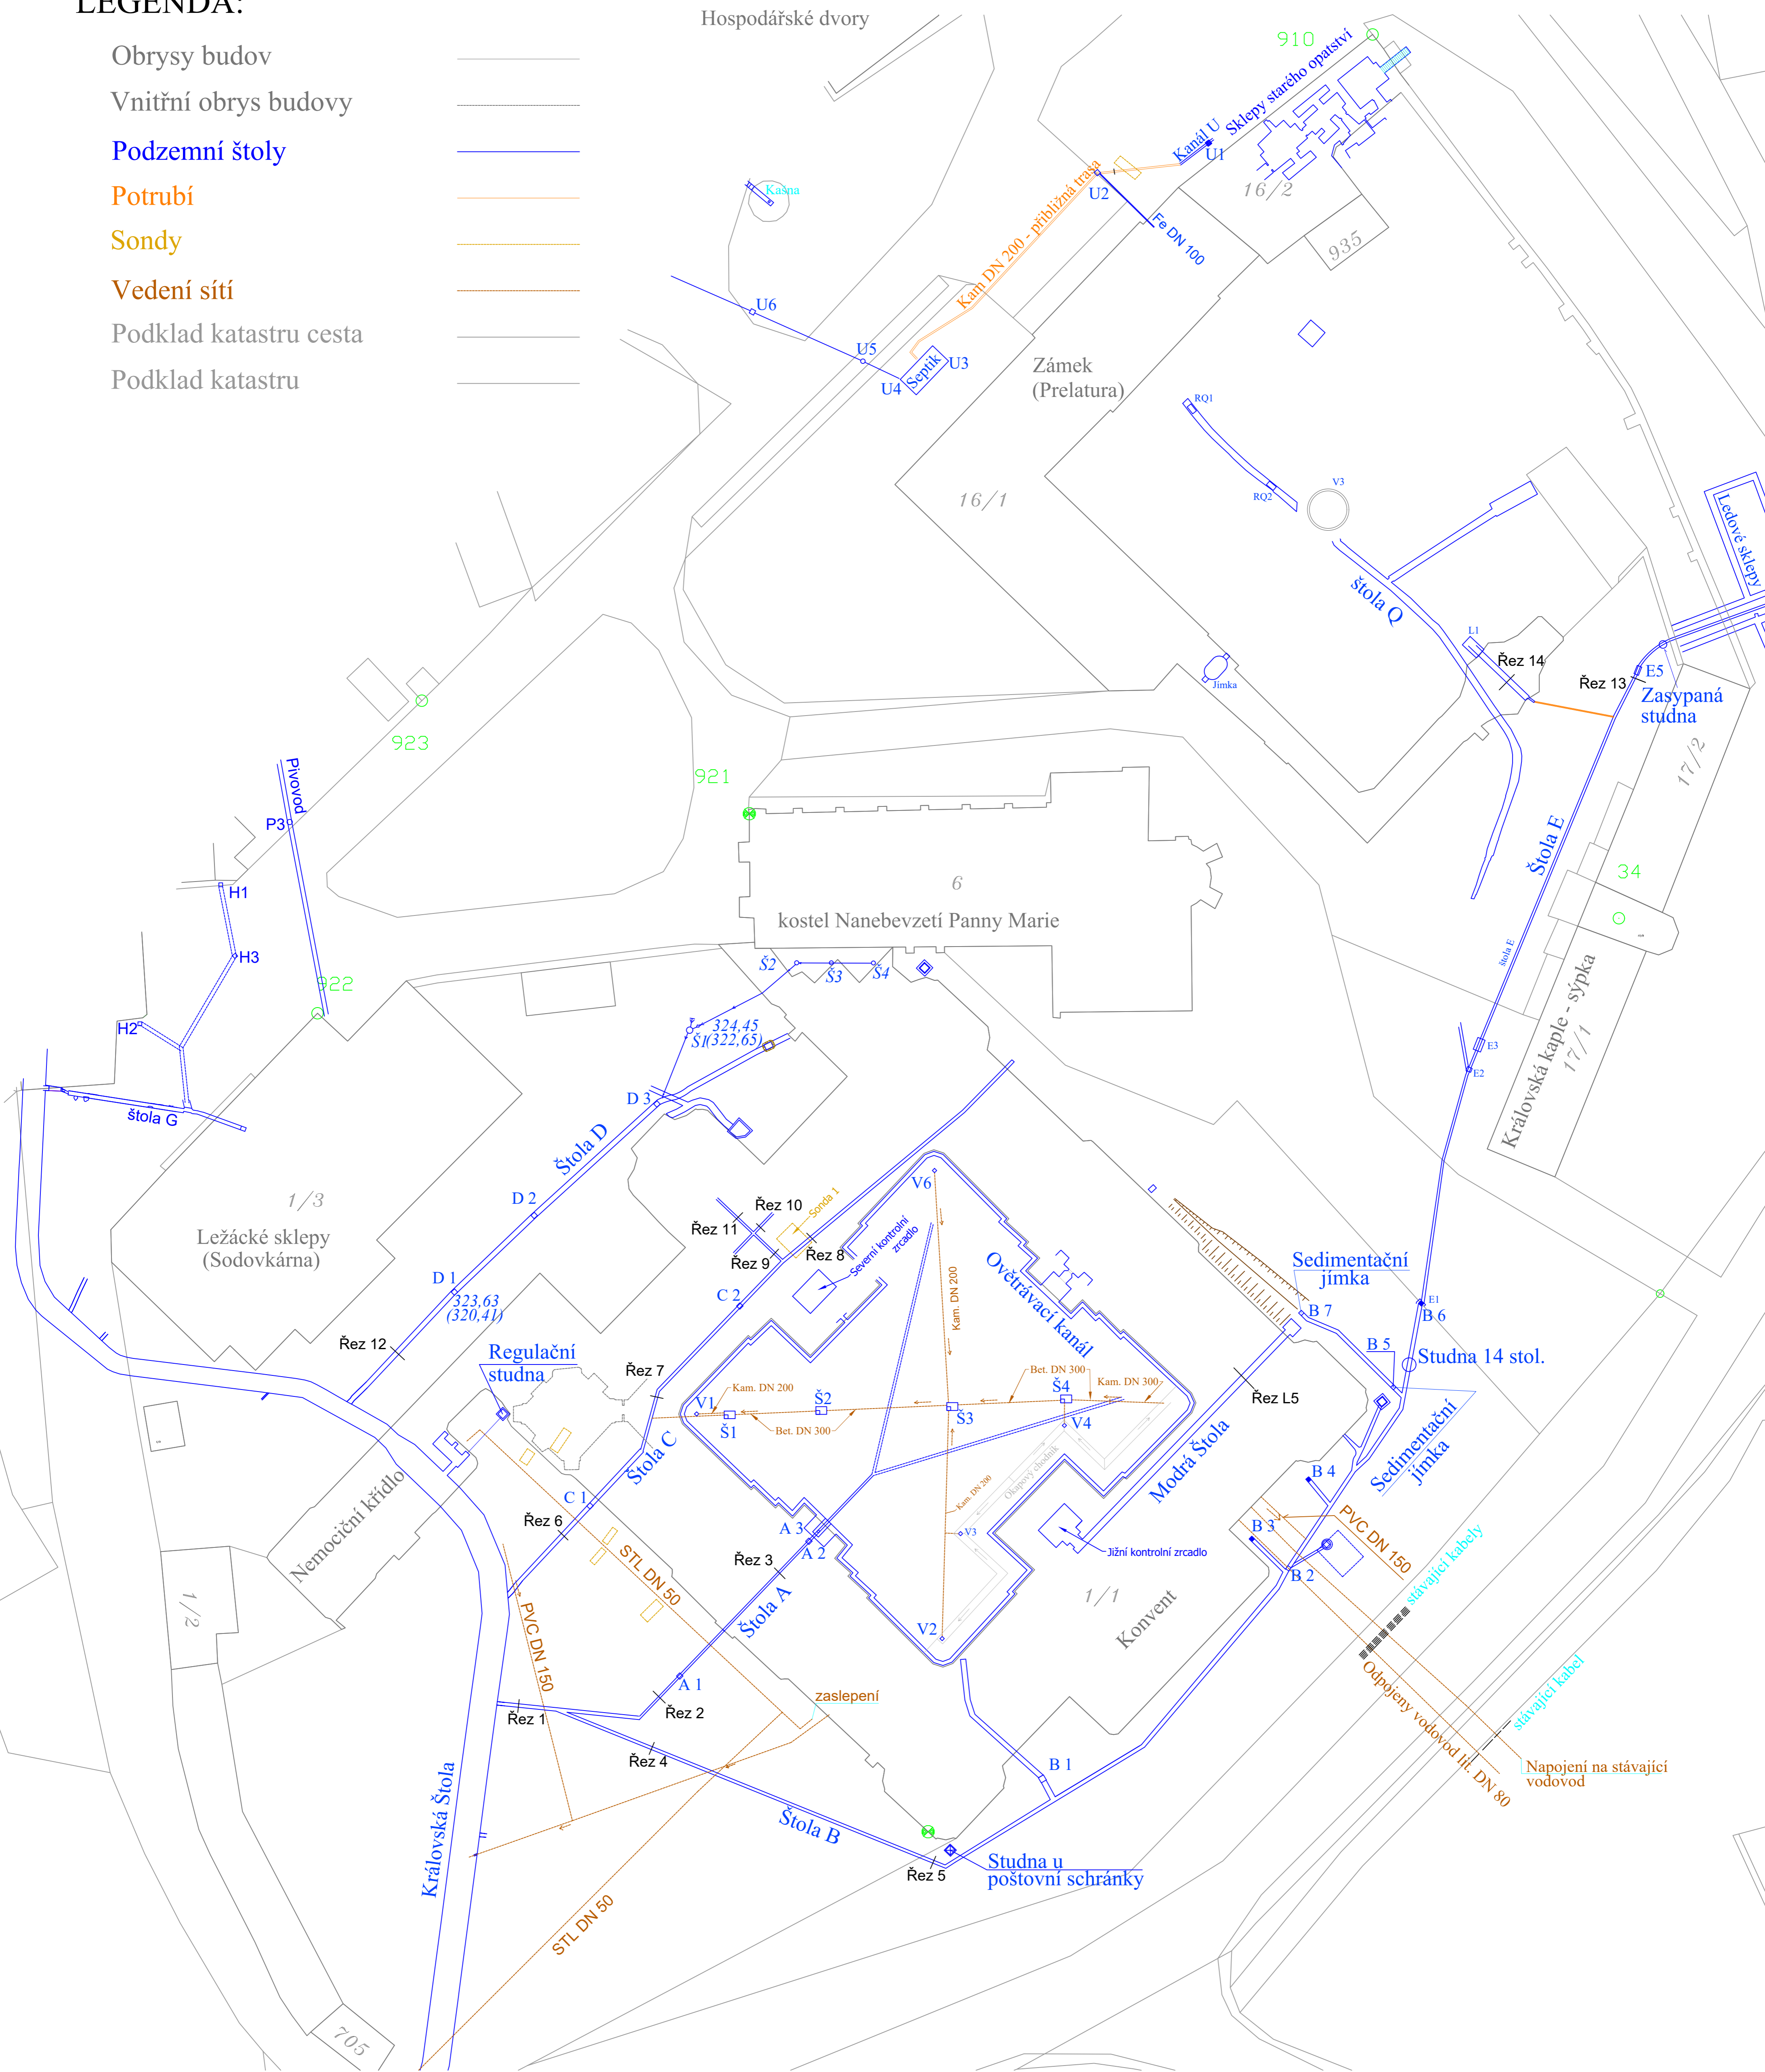 LEGENDA:
Obrysy budov
Vnitřní obrys budovy
Podzemní štoly
Potrubí
Sondy
Vedení sítí
Podklad katastru cesta
Podklad katastru
Hospodářské dvory
910
Sklepy starého opatství
Kanál U
U1
U2
16/2
935
Kašna
Fe DN 100
Kam DN 200 - přibližná trasa
U6
U5
U4
Septik
U3
Zámek
(Prelatura)
16/1
RQ1
RQ2
V3
Ledové sklepy
štola Q
L1
Řez 14
Řez 13
E5
Zasypaná
studna
Jímka
17/2
923
921
Pivovod
P3
H1
H3
H2
922
štola G
6
kostel Nanebevzetí Panny Marie
Š2
Š3
Š4
324,45
Š1(322,65)
Štola E
34
štola E
E3
E2
Královská kaple - sýpka
17/1
D 3
Štola D
D 2
D 1
323,63
(320,41)
1/3
Ležácké sklepy
(Sodovkárna)
Řez 12
Řez 10
Řez 11
Sonda 1
Řez 9
Řez 8
Severní kontrolní
zrcadlo
V6
Kam. DN 200
Ovětrávací kanál
Sedimentační
jímka
B 7
E1
B 6
B 5
Studna 14 stol.
C 2
Regulační
studna
Řez 7
V1
Kam. DN 200
Š1
Š2
Bet. DN 300
Š3
Bet. DN 300
Š4
Kam. DN 300
V4
Řez L5
Modrá Štola
Sedimentační
jímka
Štola C
C 1
Řez 6
Nemocniční křídlo
STL DN 50
A 3
A 2
Řez 3
Štola A
Okapový chodník
Kam. DN 200
V3
Jižní kontrolní zrcadlo
B 4
B 3
B 2
PVC DN 150
stávající kabely
1/2
PVC DN 150
A 1
Řez 2
Řez 1
Řez 4
V2
1/1
Konvent
zaslepení
B 1
Odpojeny vodovod lit. DN 80
stávající kabel
Napojení na stávající
vodovod
Královská Štola
Štola B
Řez 5
Studna u
poštovní schránky
STL DN 50
705